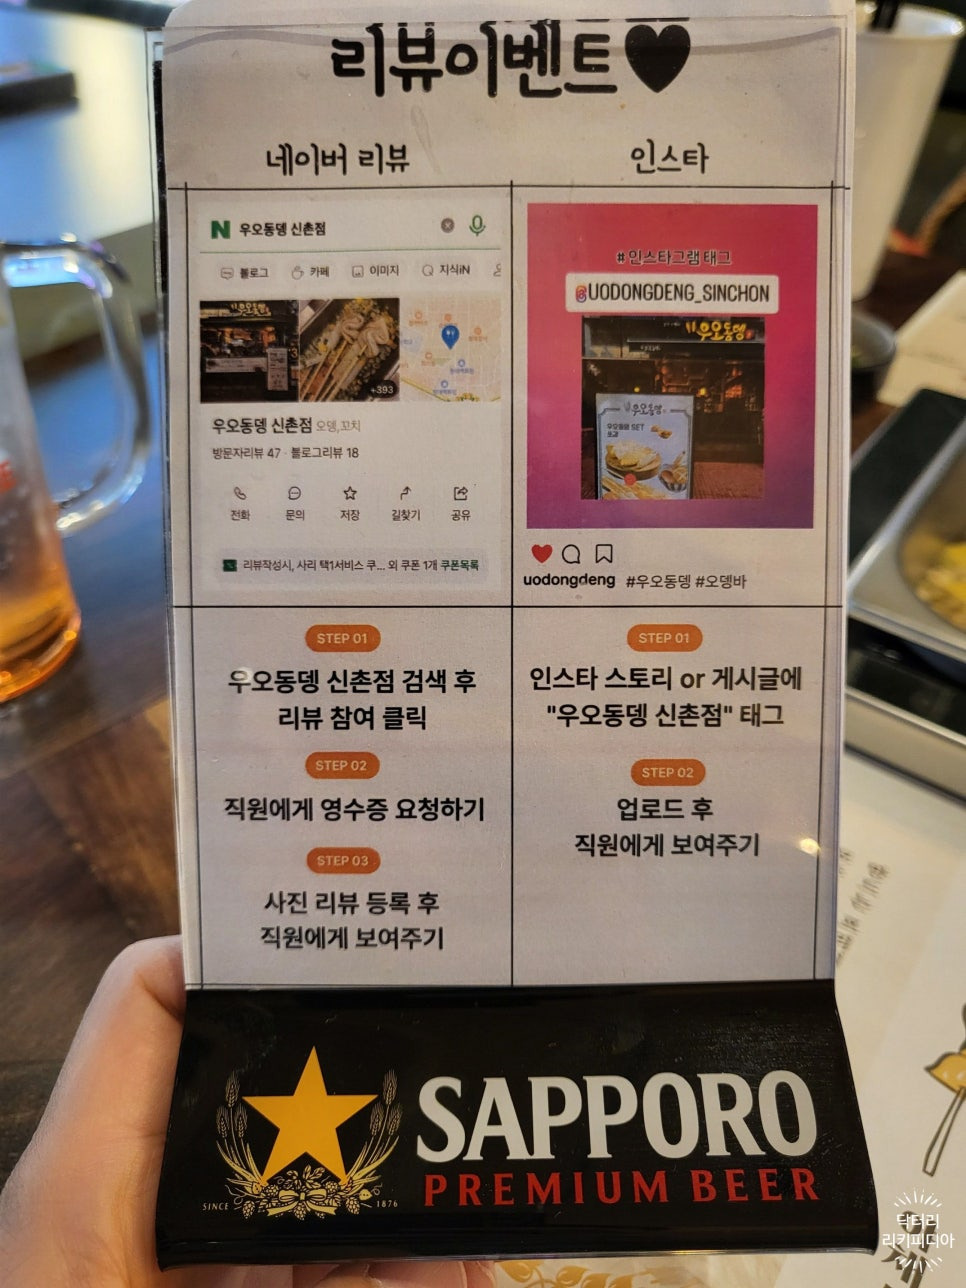 리뷰이벤트♥
네이버 리뷰
N 우오동뎅 신촌점
블로그 카페 이미지 지식iN
+393
우오동뎅 신촌점 오뎅,꼬치
방문자리뷰 47 · 블로그리뷰 18
전화 문의 저장 길찾기 공유
리뷰작성시, 사리 택1서비스 쿠... 외 쿠폰 1개 쿠폰목록
STEP 01
우오동뎅 신촌점 검색 후
리뷰 참여 클릭
STEP 02
직원에게 영수증 요청하기
STEP 03
사진 리뷰 등록 후
직원에게 보여주기
인스타
#인스타그램 태그
@UODONGDENG_SINCHON
우오동뎅
우오동뎅
우오동뎅 SET
uodongdeng #우오동뎅 #오뎅바
STEP 01
인스타 스토리 or 게시글에
"우오동뎅 신촌점" 태그
STEP 02
업로드 후
직원에게 보여주기
SAPPORO
PREMIUM BEER
SINCE 1876
닥터리
리키피디아